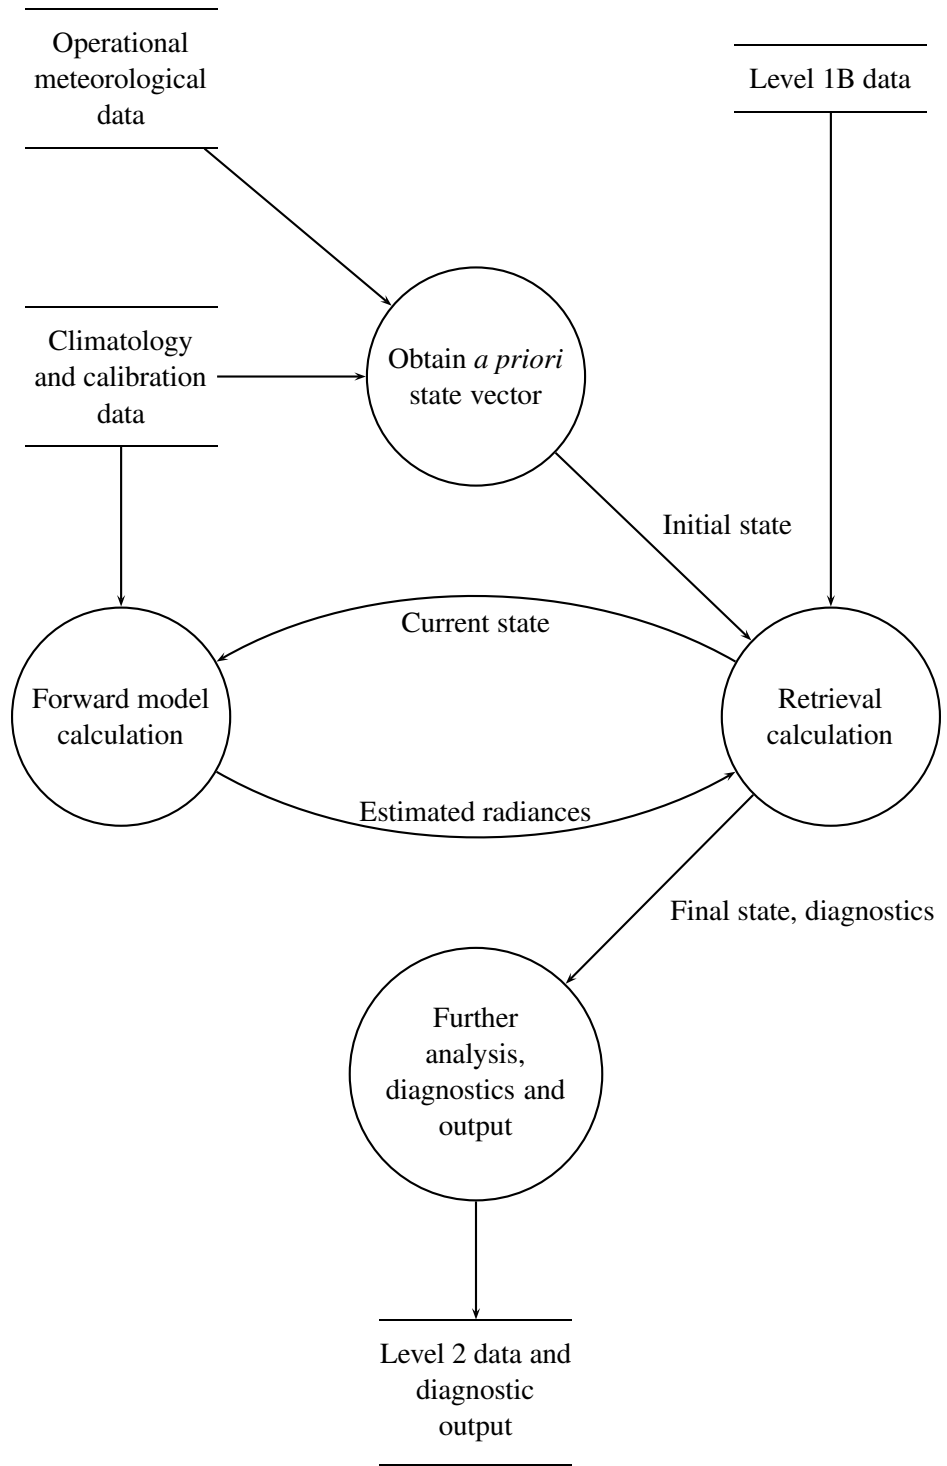 Operational
meteorological
data
Level 1B data
Climatology
and calibration
data
Obtain a priori
state vector
Initial state
Current state
Forward model
calculation
Retrieval
calculation
Estimated radiances
Final state, diagnostics
Further
analysis,
diagnostics and
output
Level 2 data and
diagnostic
output